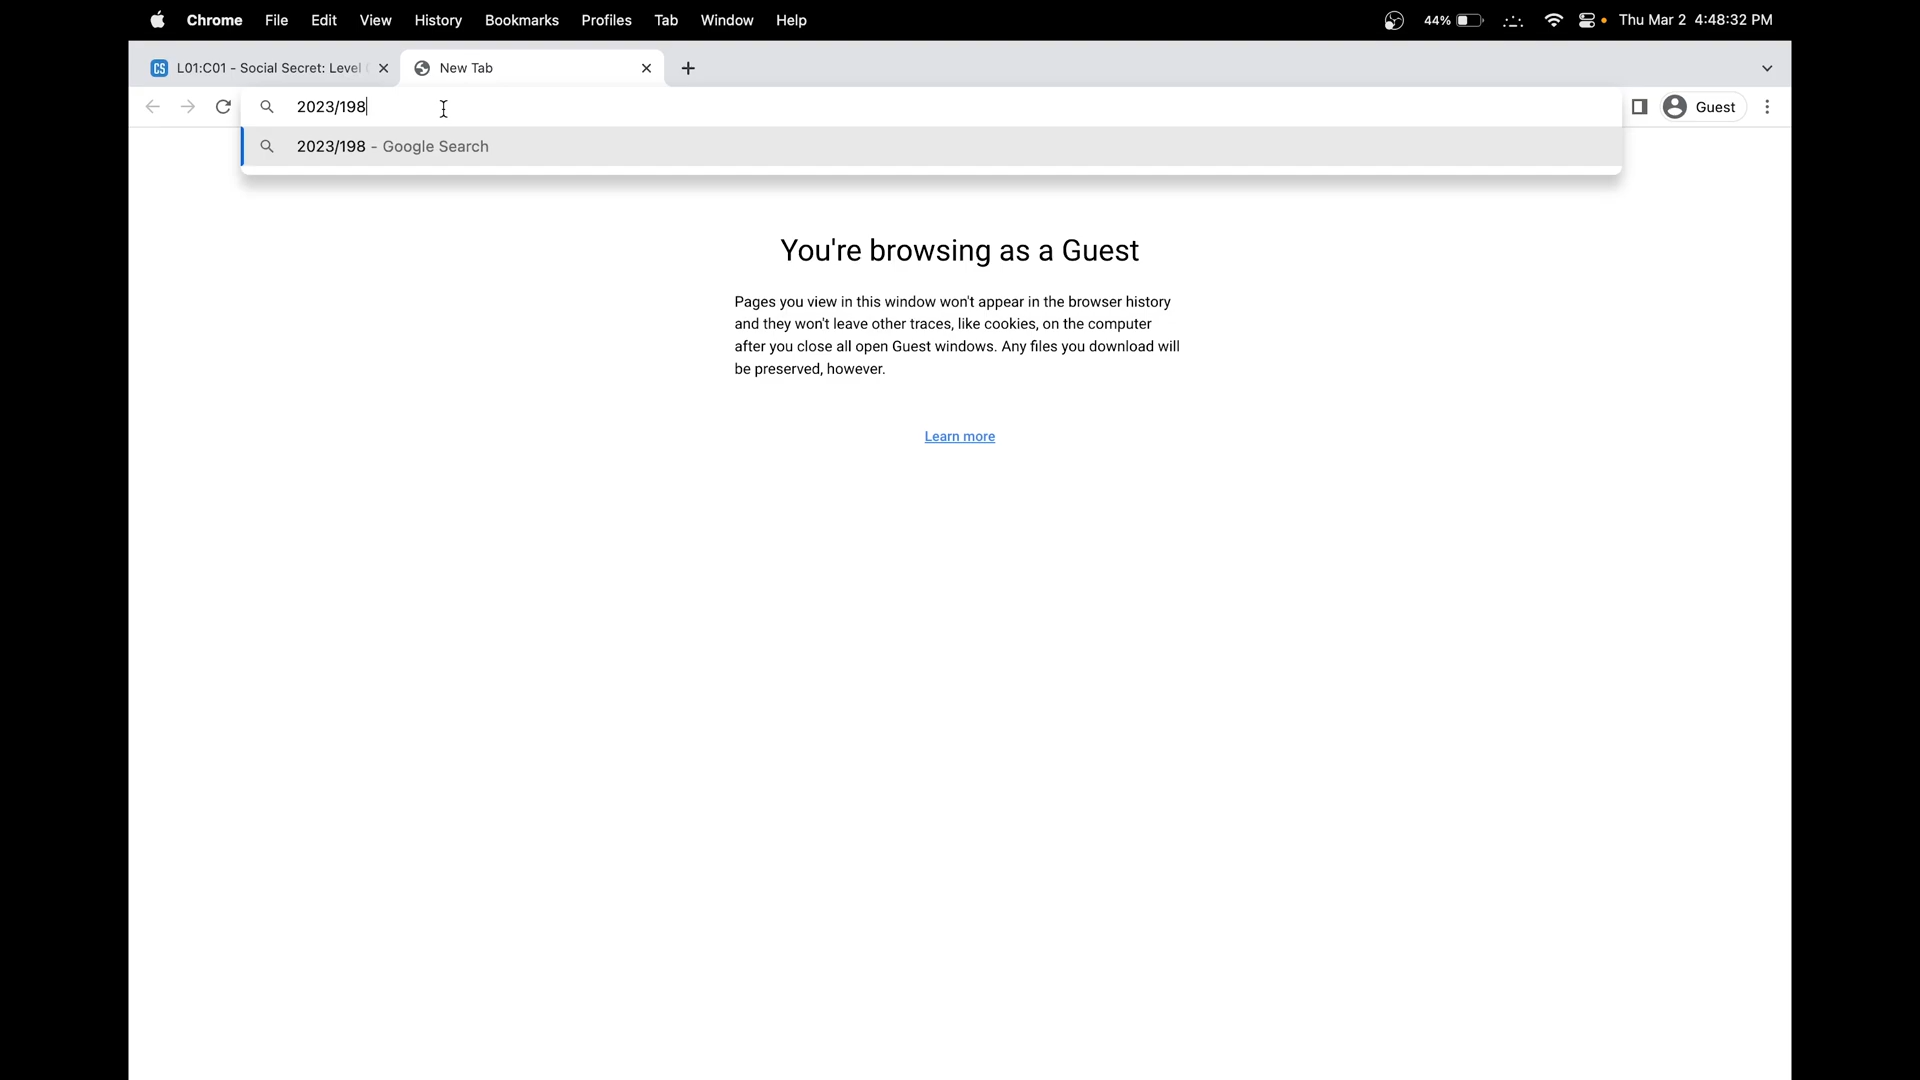 Chrome File Edit View History Bookmarks Profiles Tab Window Help 44% Thu Mar 2 4:48:32 PM
CS L01:C01 - Social Secret: Level New Tab
2023/198 Guest
2023/198 - Google Search
You're browsing as a Guest
Pages you view in this window won't appear in the browser history
and they won't leave other traces, like cookies, on the computer
after you close all open Guest windows. Any files you download will
be preserved, however.
Learn more